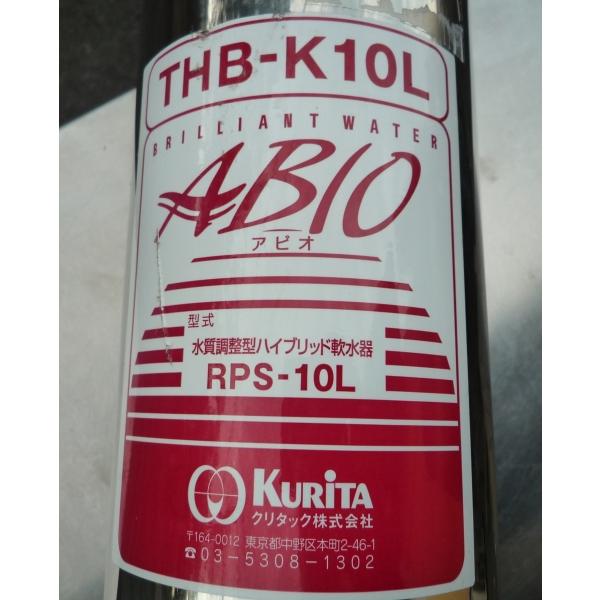 THB-K10L
BRILLIANT WATER
ABIO
アビオ
型式
水質調整型ハイブリッド軟水器
RPS-10L
KURITA
クリタック株式会社
〒164-0012 東京都中野区本町2-46-1
☎03-5308-1302